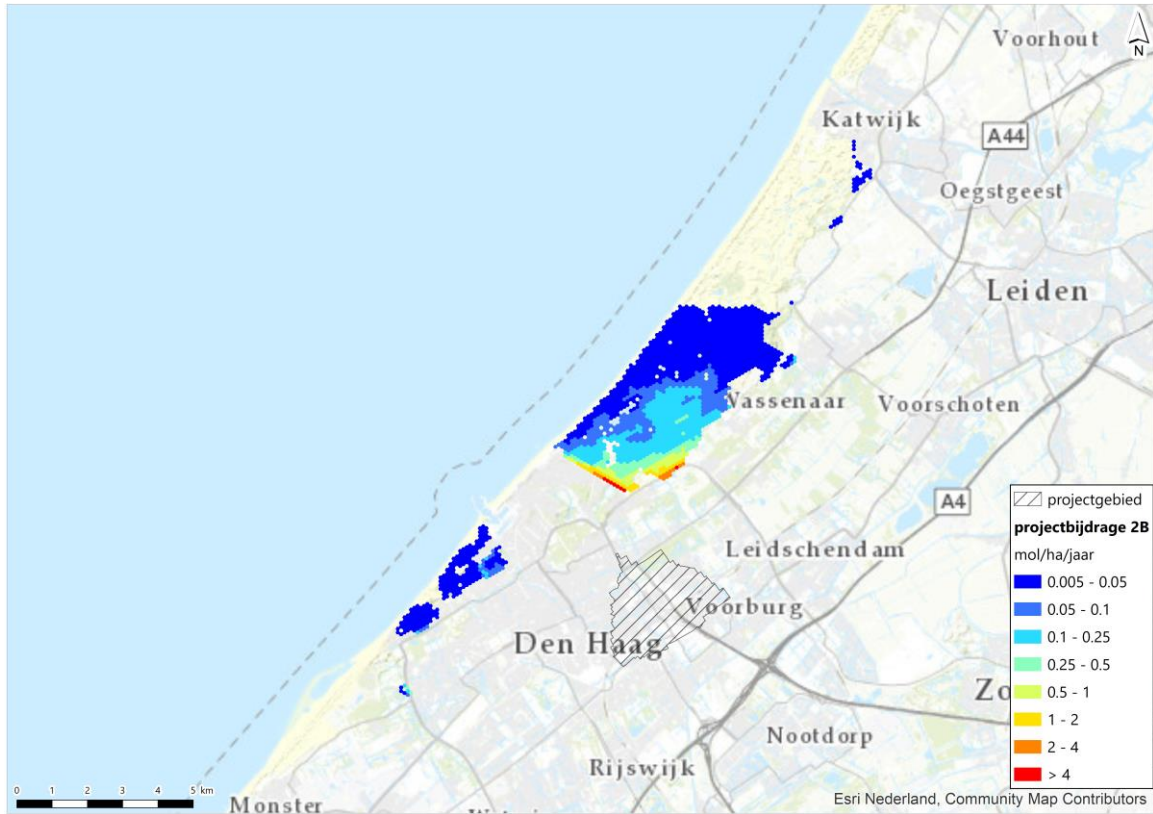 N
Voorhout
Katwijk
A44
Oegstgeest
Leiden
Wassenaar
Voorschoten
A4
Leidschendam
Voorburg
Den Haag
Nootdorp
Rijswijk
Monster
projectgebied
projectbijdrage 2B
mol/ha/jaar
0.005 - 0.05
0.05 - 0.1
0.1 - 0.25
0.25 - 0.5
0.5 - 1
1 - 2
2 - 4
> 4
0 1 2 3 4 5 km
Esri Nederland, Community Map Contributors